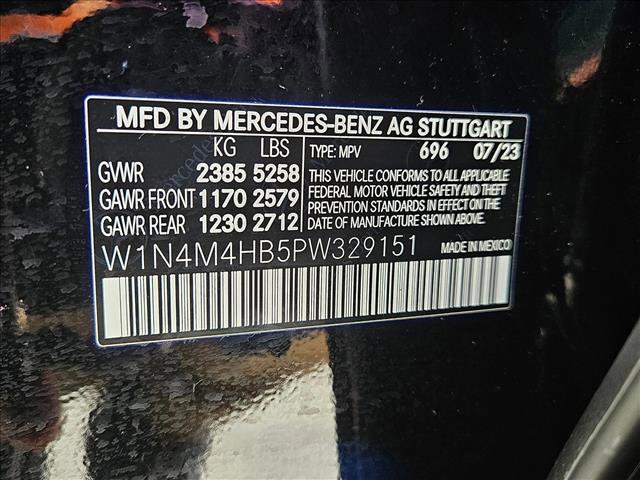 MFD BY MERCEDES-BENZ AG STUTTGART
KG LBS
GVWR 2385 5258
GAWR FRONT 1170 2579
GAWR REAR 1230 2712
TYPE: MPV 696 07/23
THIS VEHICLE CONFORMS TO ALL APPLICABLE
FEDERAL MOTOR VEHICLE SAFETY AND THEFT
PREVENTION STANDARDS IN EFFECT ON THE
DATE OF MANUFACTURE SHOWN ABOVE.
W1N4M4HB5PW329151 MADE IN MEXICO